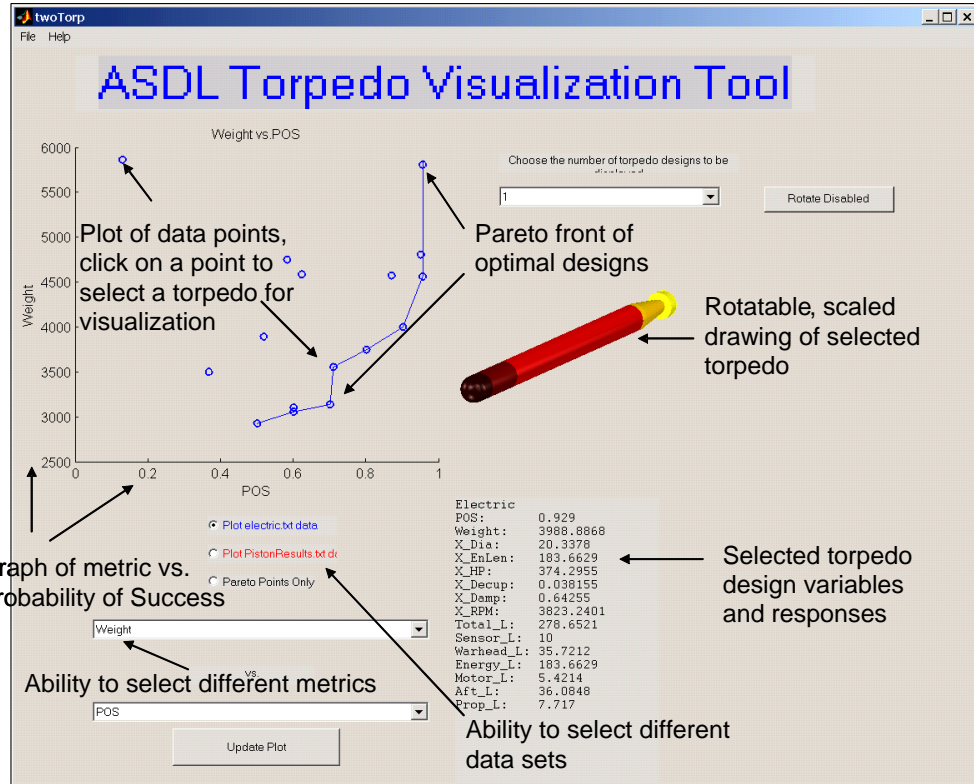 twoTorp
File Help
ASDL Torpedo Visualization Tool
Weight vs.POS
6000
5500
5000
4500
4000
3500
3000
2500
Weight
0 0.2 0.4 0.6 0.8 1
POS
Plot of data points,
click on a point to
select a torpedo for
visualization
Pareto front of
optimal designs
Choose the number of torpedo designs to be
1
Rotate Disabled
Rotatable, scaled
drawing of selected
torpedo
Plot electric.txt data
Plot PistonResults.txt da
Pareto Points Only
raph of metric vs.
robability of Success
Weight
Ability to select different metrics
vs.
POS
Update Plot
Electric
POS: 0.929
Weight: 3988.8868
X_Dia: 20.3378
X_EnLen: 183.6629
X_HP: 374.2955
X_Decup: 0.038155
X_Damp: 0.64255
X_RPM: 3823.2401
Total_L: 278.6521
Sensor_L: 10
Warhead_L: 35.7212
Energy_L: 183.6629
Motor_L: 5.4214
Aft_L: 36.0848
Prop_L: 7.717
Selected torpedo
design variables
and responses
Ability to select different
data sets